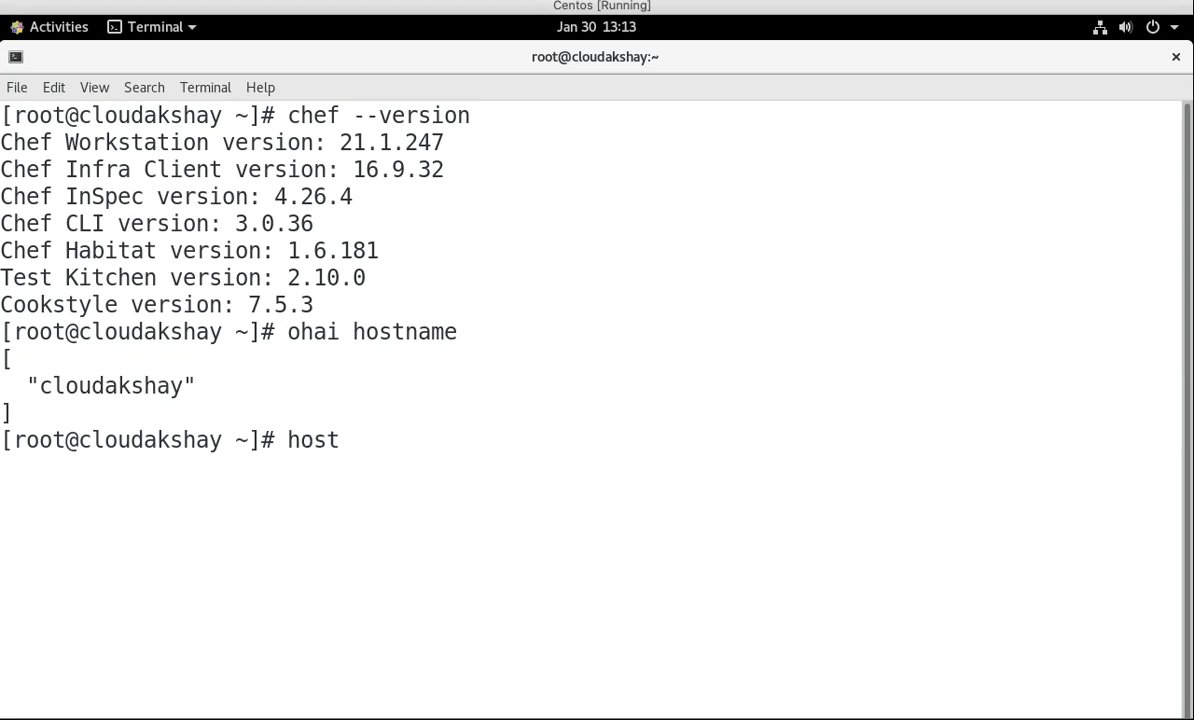 Centos [Running]
Activities Terminal Jan 30 13:13
root@cloudakshay:~
File Edit View Search Terminal Help
[root@cloudakshay ~]# chef --version
Chef Workstation version: 21.1.247
Chef Infra Client version: 16.9.32
Chef InSpec version: 4.26.4
Chef CLI version: 3.0.36
Chef Habitat version: 1.6.181
Test Kitchen version: 2.10.0
Cookstyle version: 7.5.3
[root@cloudakshay ~]# ohai hostname
[
  "cloudakshay"
]
[root@cloudakshay ~]# host